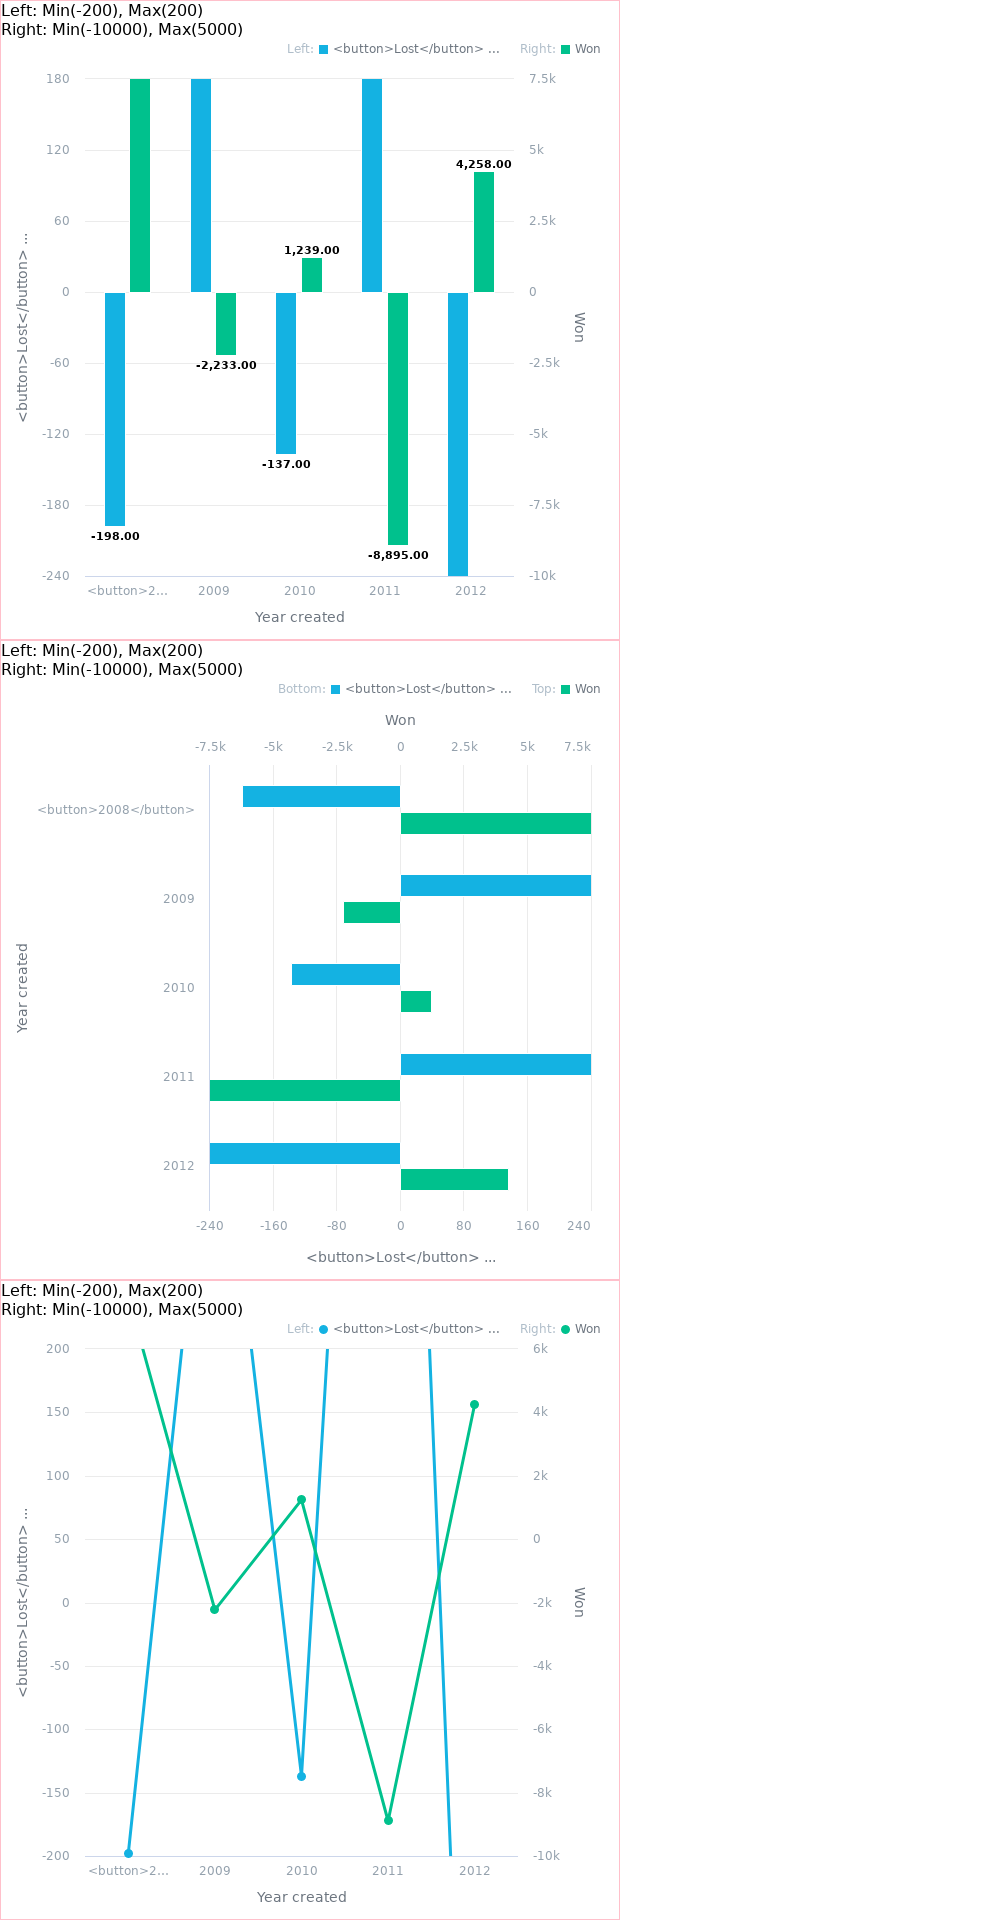 Left: Min(-200), Max(200)
Right: Min(-10000), Max(5000)
Left: <button>Lost</button> ... Right: Won
180 7.5k
120 5k
4,258.00
60 2.5k
1,239.00
0 0
<button>Lost</button> ...
Won
-60 -2.5k
-2,233.00
-120 -5k
-137.00
-180 -7.5k
-198.00
-8,895.00
-240 -10k
<button>2... 2009 2010 2011 2012
Year created
Left: Min(-200), Max(200)
Right: Min(-10000), Max(5000)
Bottom: <button>Lost</button> ... Top: Won
Won
-7.5k -5k -2.5k 0 2.5k 5k 7.5k
<button>2008</button>
2009
Year created
2010
2011
2012
-240 -160 -80 0 80 160 240
<button>Lost</button> ...
Left: Min(-200), Max(200)
Right: Min(-10000), Max(5000)
Left: <button>Lost</button> ... Right: Won
200 6k
150 4k
100 2k
50 0
<button>Lost</button> ...
Won
0 -2k
-50 -4k
-100 -6k
-150 -8k
-200 -10k
<button>2... 2009 2010 2011 2012
Year created